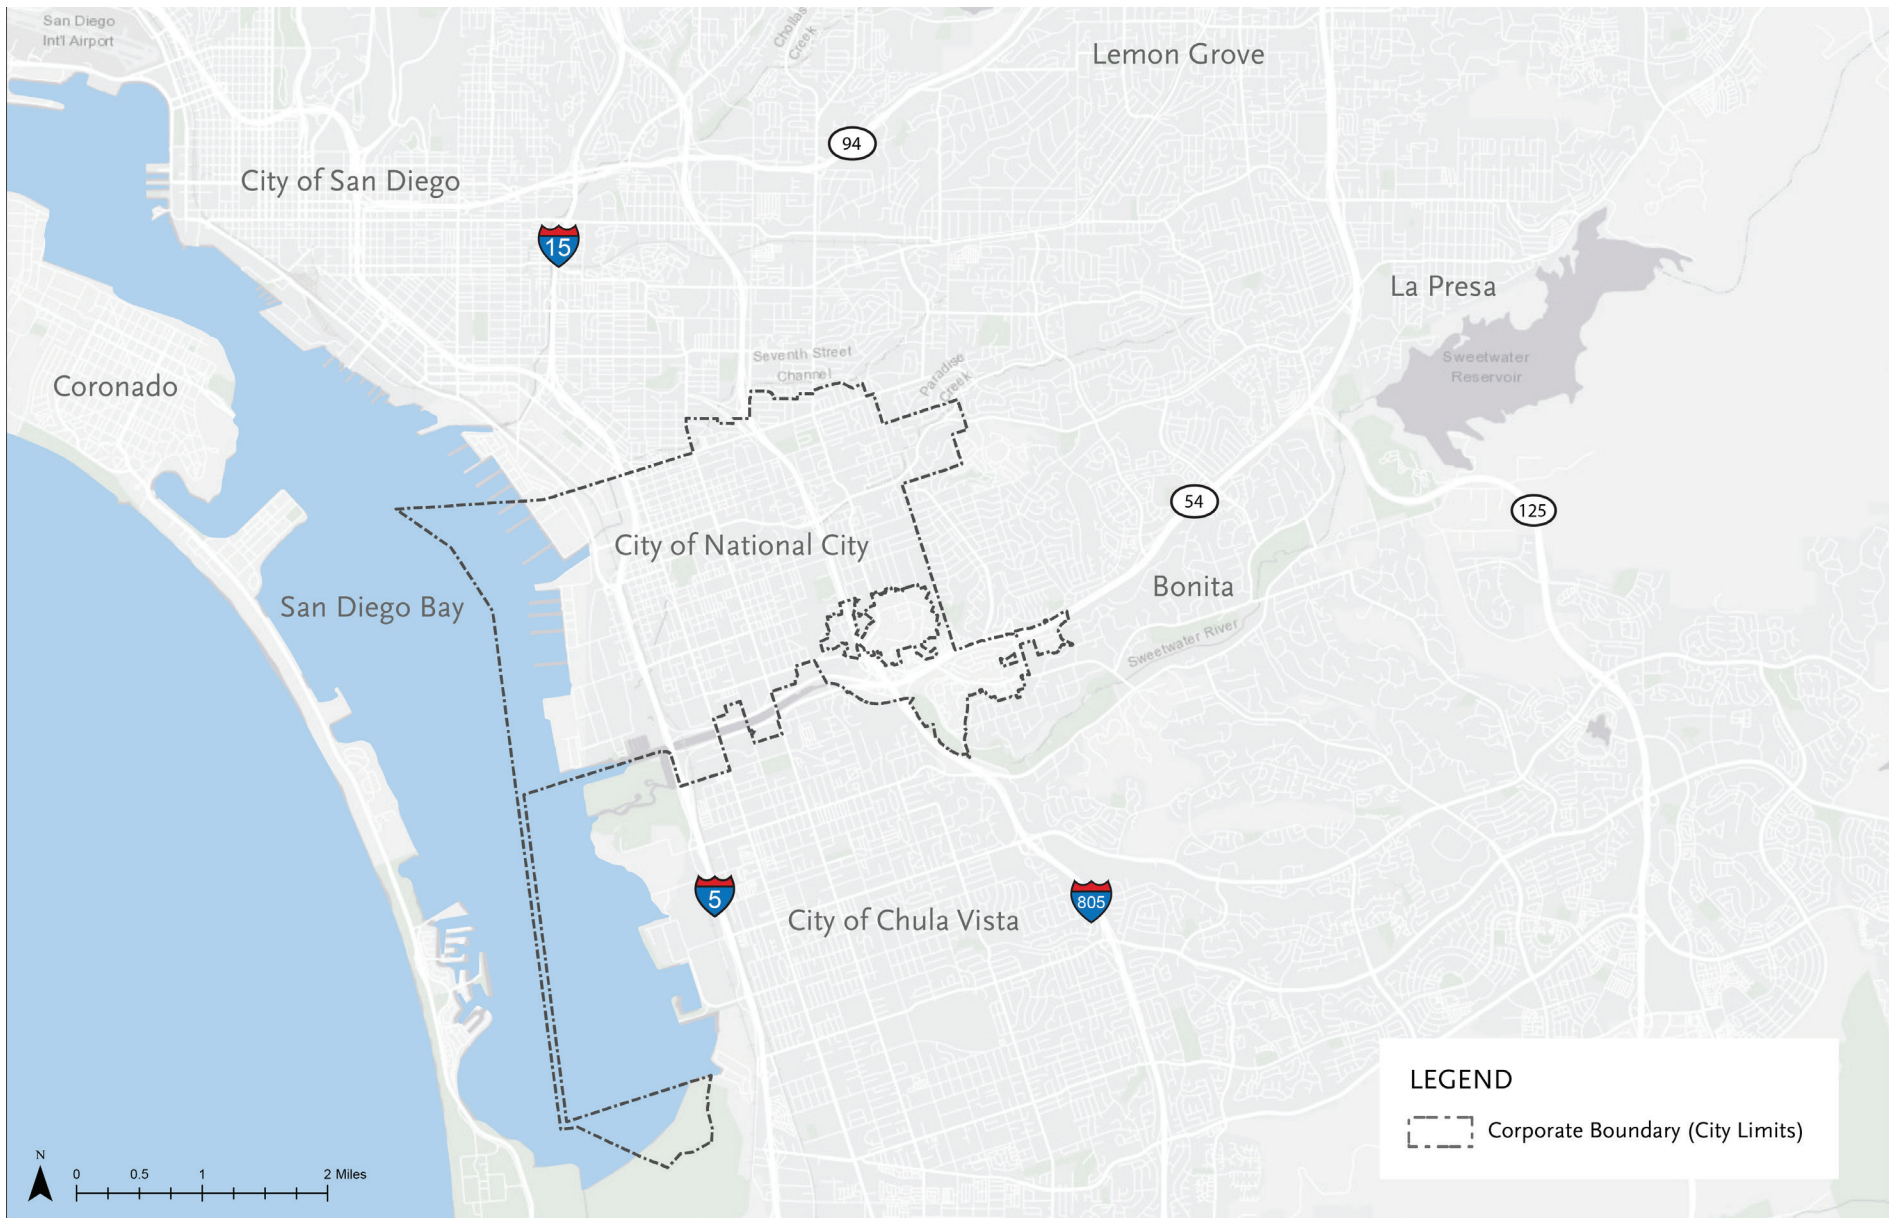 San Diego
Int'l Airport
Chollas
Creek
Lemon Grove
94
City of San Diego
15
La Presa
Seventh Street
Channel
Paradise
Creek
Sweetwater
Reservoir
Coronado
54
125
City of National City
Bonita
San Diego Bay
Sweetwater River
5
805
City of Chula Vista
LEGEND
Corporate Boundary (City Limits)
N
0 0.5 1 2 Miles